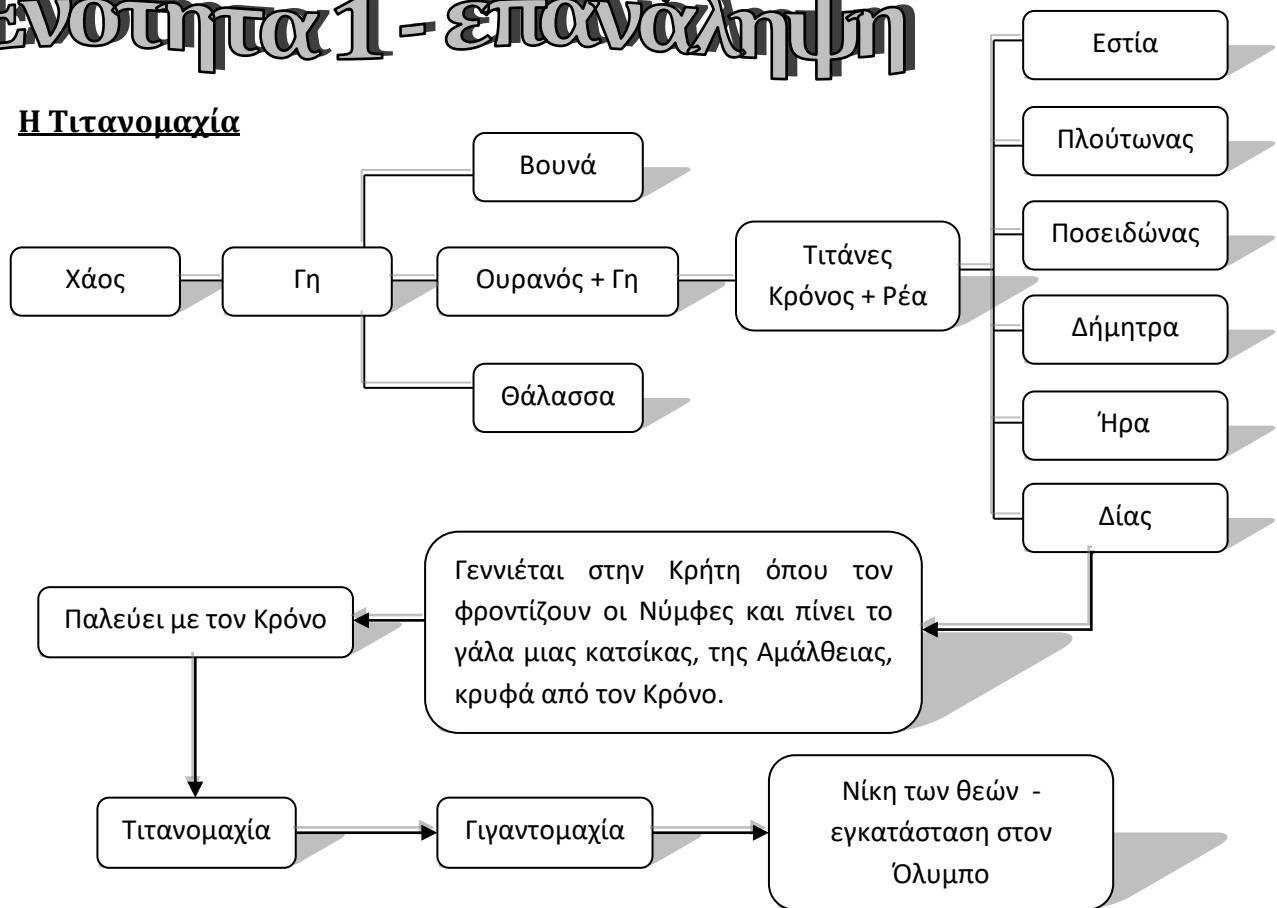 Ενότητα 1 - επανάληψη
Η Τιτανομαχία
Χάος
Γη
Βουνά
Ουρανός + Γη
Θάλασσα
Τιτάνες
Κρόνος + Ρέα
Εστία
Πλούτωνας
Ποσειδώνας
Δήμητρα
Ήρα
Δίας
Γεννιέται στην Κρήτη όπου τον
φροντίζουν οι Νύμφες και πίνει το
γάλα μιας κατσίκας, της Αμάλθειας,
κρυφά από τον Κρόνο.
Παλεύει με τον Κρόνο
Τιτανομαχία
Γιγαντομαχία
Νίκη των θεών -
εγκατάσταση στον
Όλυμπο